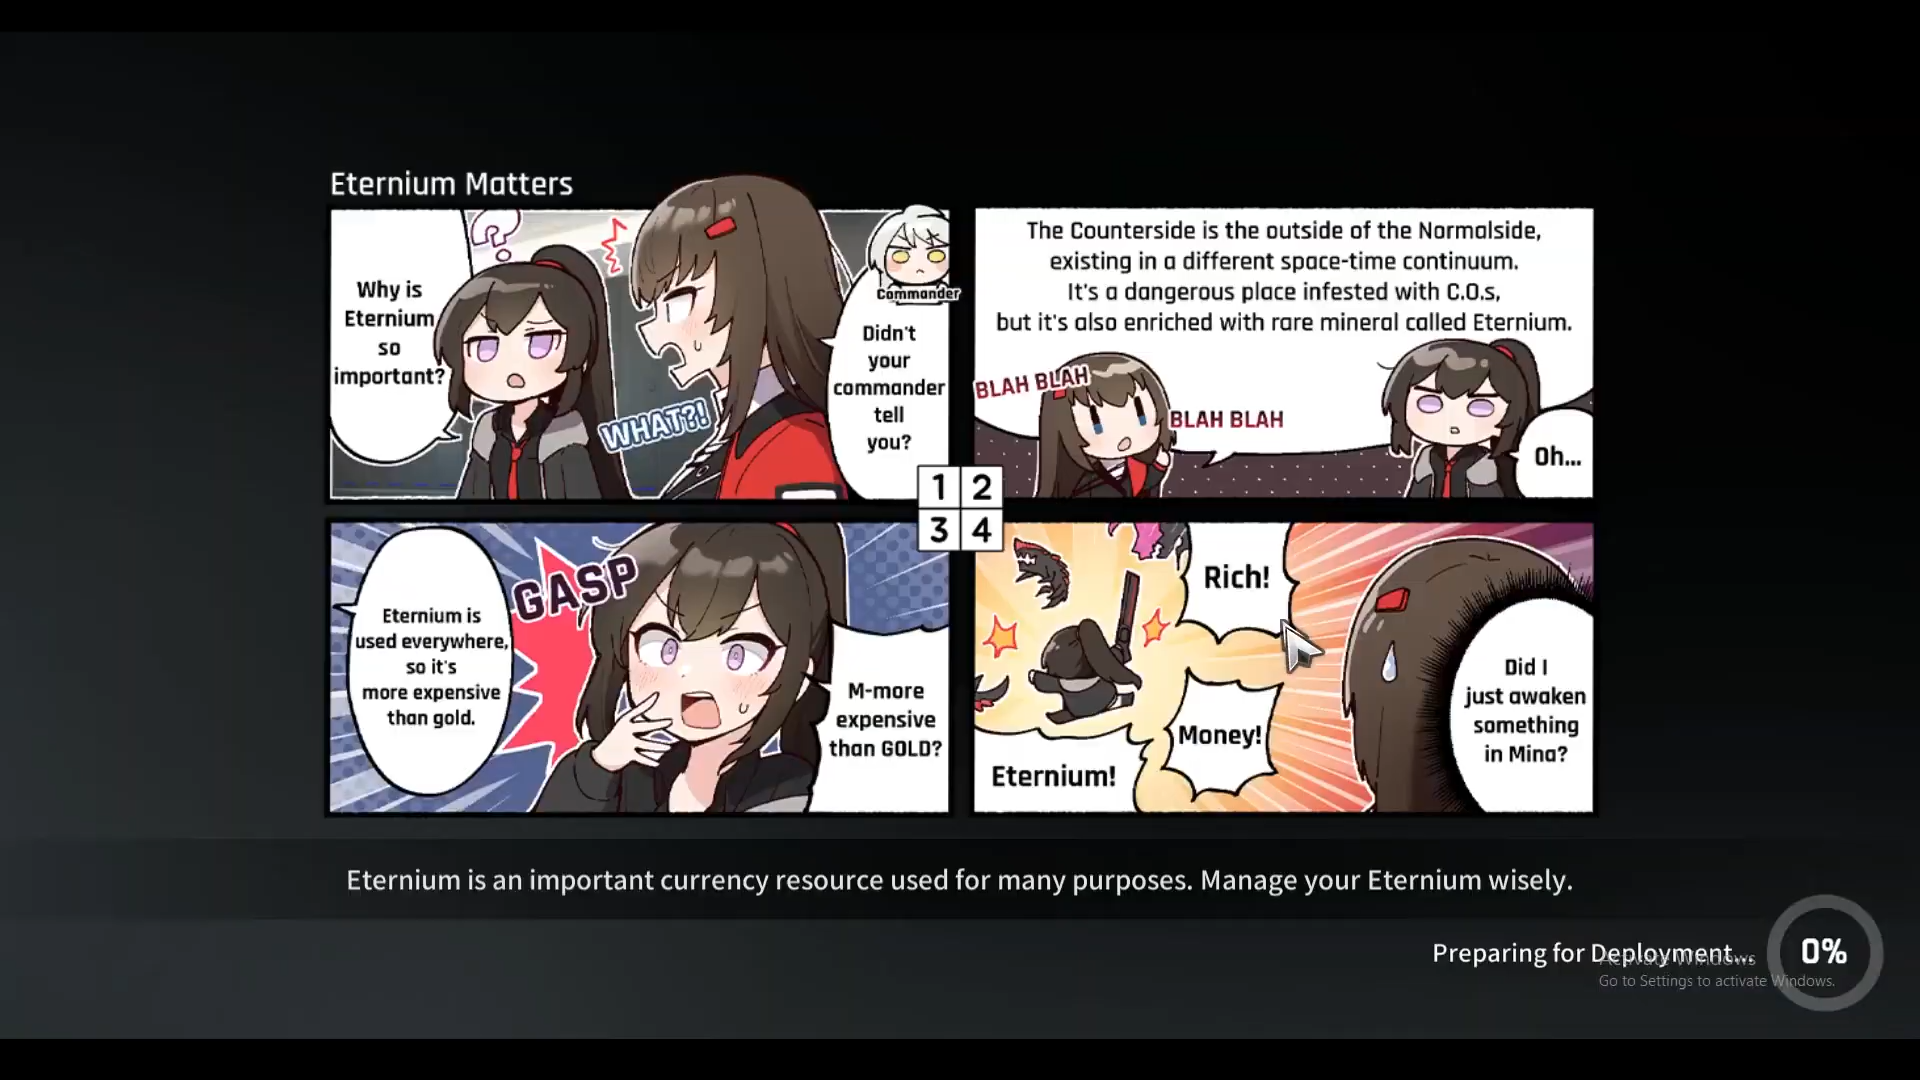 Eternium Matters
Why is
Eternium
so
important?
WHAT?!
Commander
Didn't
your
commander
tell
you?
The Counterside is the outside of the Normalside,
existing in a different space-time continuum.
It's a dangerous place infested with C.O.s,
but it's also enriched with rare mineral called Eternium.
BLAH BLAH
BLAH BLAH
Oh...
1 2
3 4
Eternium is
used everywhere,
so it's
more expensive
than gold.
GASP
M-more
expensive
than GOLD?
Rich!
Money!
Eternium!
Did I
just awaken
something
in Mina?
Eternium is an important currency resource used for many purposes. Manage your Eternium wisely.
Preparing for Deployment...
0%
Activate Windows
Go to Settings to activate Windows.